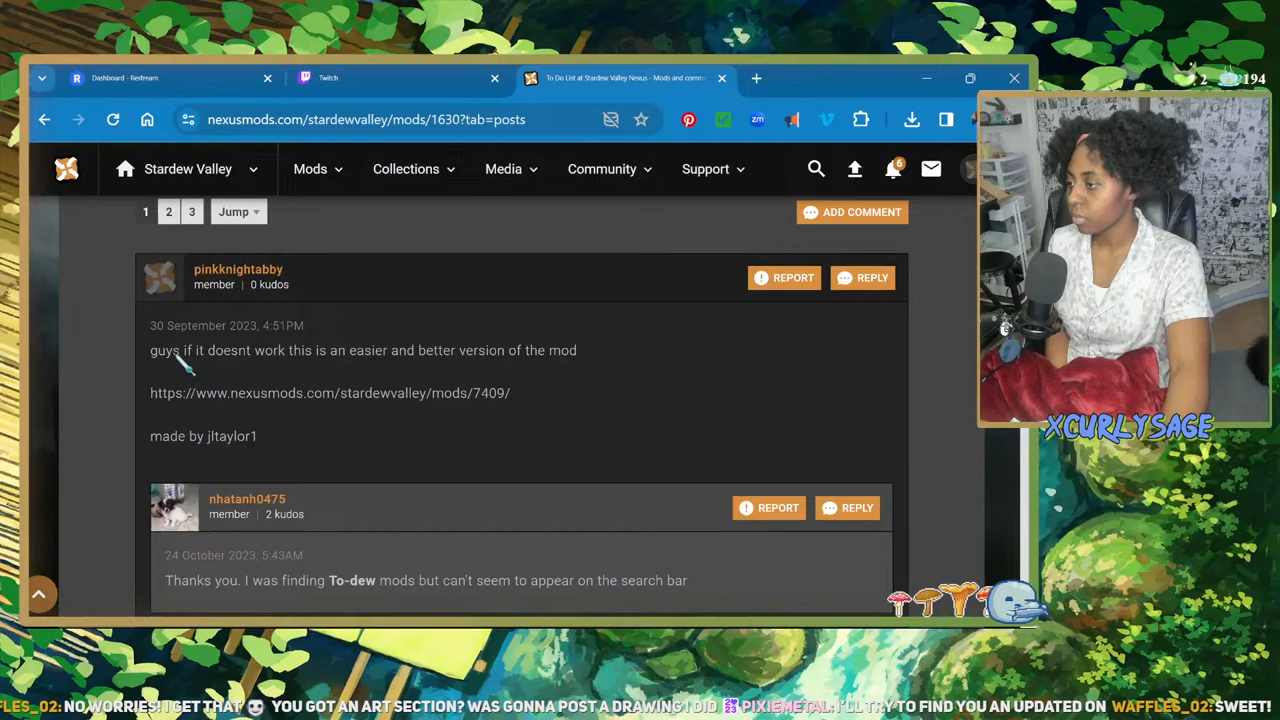 Dashboard - Restream
Twitch
To Do List at Stardew Valley Nexus - Mods and comm
nexusmods.com/stardewvalley/mods/1630?tab=posts
Stardew Valley
Mods
Collections
Media
Community
Support
6
2
194
1
2
3
Jump
ADD COMMENT
pinkknightabby
member | 0 kudos
REPORT
REPLY
30 September 2023, 4:51PM
guys if it doesnt work this is an easier and better version of the mod
https://www.nexusmods.com/stardewvalley/mods/7409/
made by jltaylor1
XCURLYSAGE
nhatanh0475
member | 2 kudos
REPORT
REPLY
24 October 2023, 5:43AM
Thanks you. I was finding To-dew mods but can't seem to appear on the search bar
FLES_02: NO WORRIES! I GET THAT YOU GOT AN ART SECTION? WAS GONNA POST A DRAWING I DID PIXIEMETAL: I'LL TRY TO FIND YOU AN UPDATED ON WAFFLES_02: SWEET!